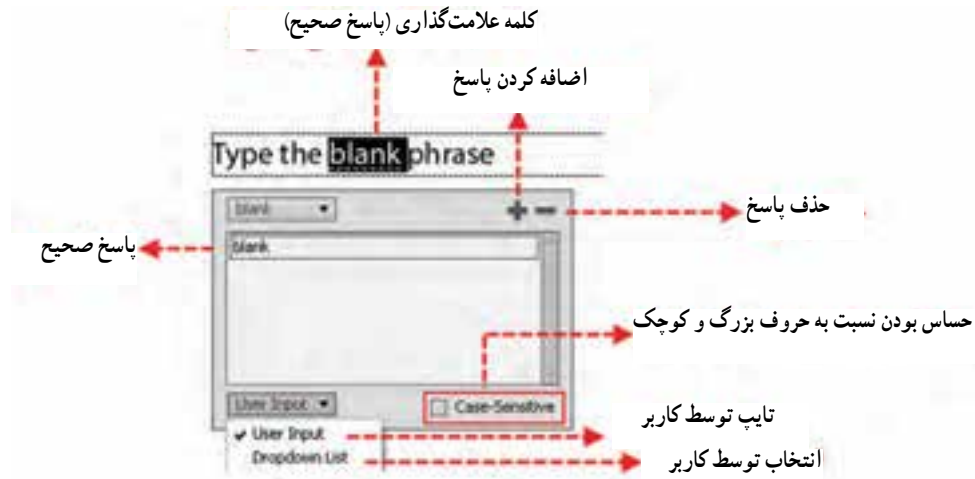 کلمه علامت‌گذاری (پاسخ صحیح)
اضافه کردن پاسخ
Type the blank phrase
blank
حذف پاسخ
blank
پاسخ صحیح
حساس بودن نسبت به حروف بزرگ و کوچک
User Input
Case-Sensitive
تایپ توسط کاربر
User Input
انتخاب توسط کاربر
Dropdown List